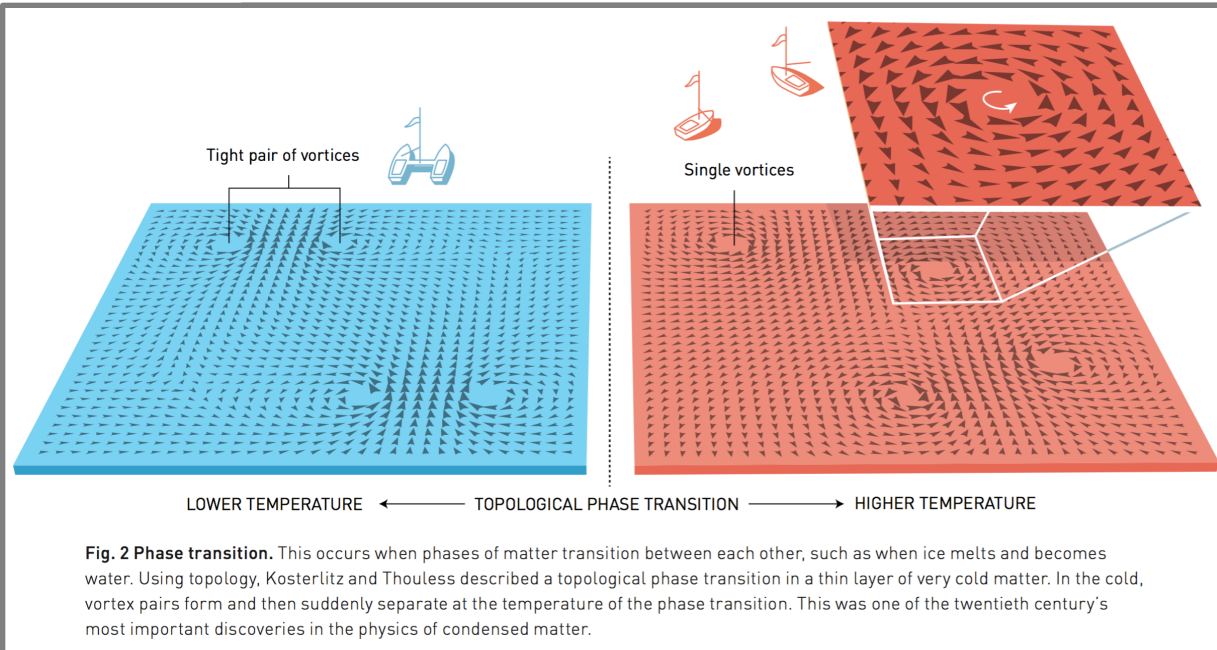 Tight pair of vortices
Single vortices
LOWER TEMPERATURE
TOPOLOGICAL PHASE TRANSITION
HIGHER TEMPERATURE
Fig. 2 Phase transition. This occurs when phases of matter transition between each other, such as when ice melts and becomes
water. Using topology, Kosterlitz and Thouless described a topological phase transition in a thin layer of very cold matter. In the cold,
vortex pairs form and then suddenly separate at the temperature of the phase transition. This was one of the twentieth century's
most important discoveries in the physics of condensed matter.